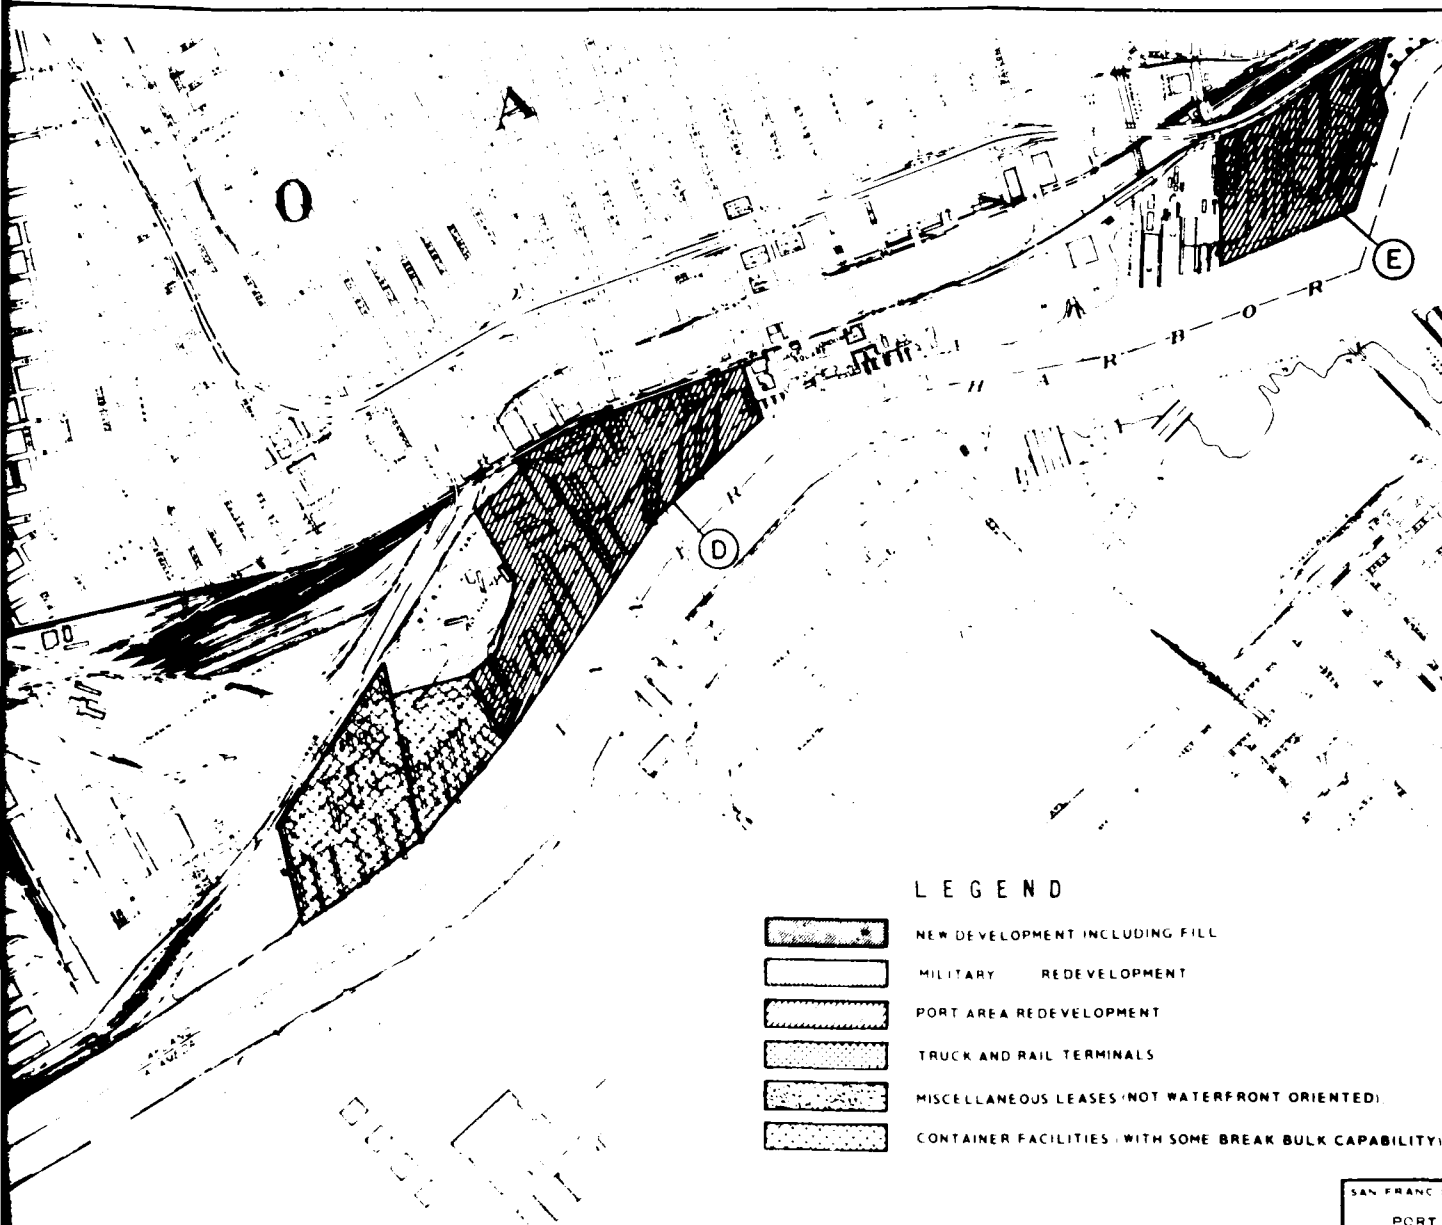 A
O
E
H A R B O R
R
D
I
LEGEND
NEW DEVELOPMENT INCLUDING FILL
MILITARY REDEVELOPMENT
PORT AREA REDEVELOPMENT
TRUCK AND RAIL TERMINALS
MISCELLANEOUS LEASES (NOT WATERFRONT ORIENTED)
CONTAINER FACILITIES (WITH SOME BREAK BULK CAPABILITY)
SAN FRANC
PORT